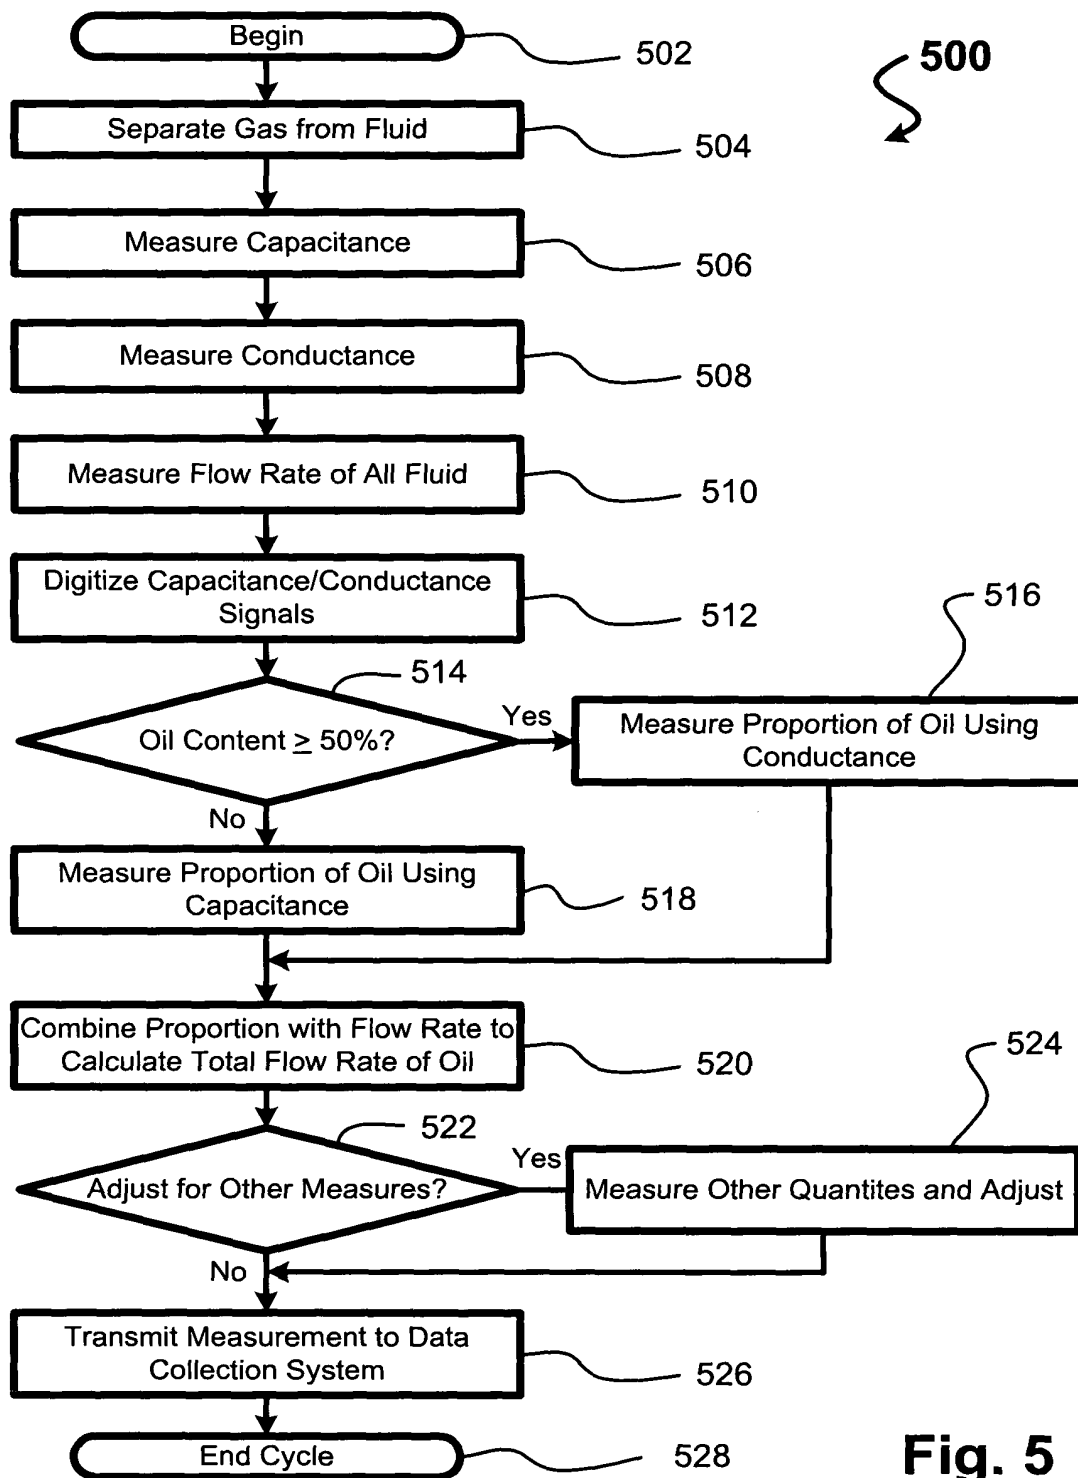 Begin
502
500
Separate Gas from Fluid
504
Measure Capacitance
506
Measure Conductance
508
Measure Flow Rate of All Fluid
510
Digitize Capacitance/Conductance
Signals
512
516
514
Oil Content ≥ 50%?
Yes
Measure Proportion of Oil Using
Conductance
No
Measure Proportion of Oil Using
Capacitance
518
Combine Proportion with Flow Rate to
Calculate Total Flow Rate of Oil
520
524
522
Adjust for Other Measures?
Yes
Measure Other Quantites and Adjust
No
Transmit Measurement to Data
Collection System
526
End Cycle
528
Fig. 5